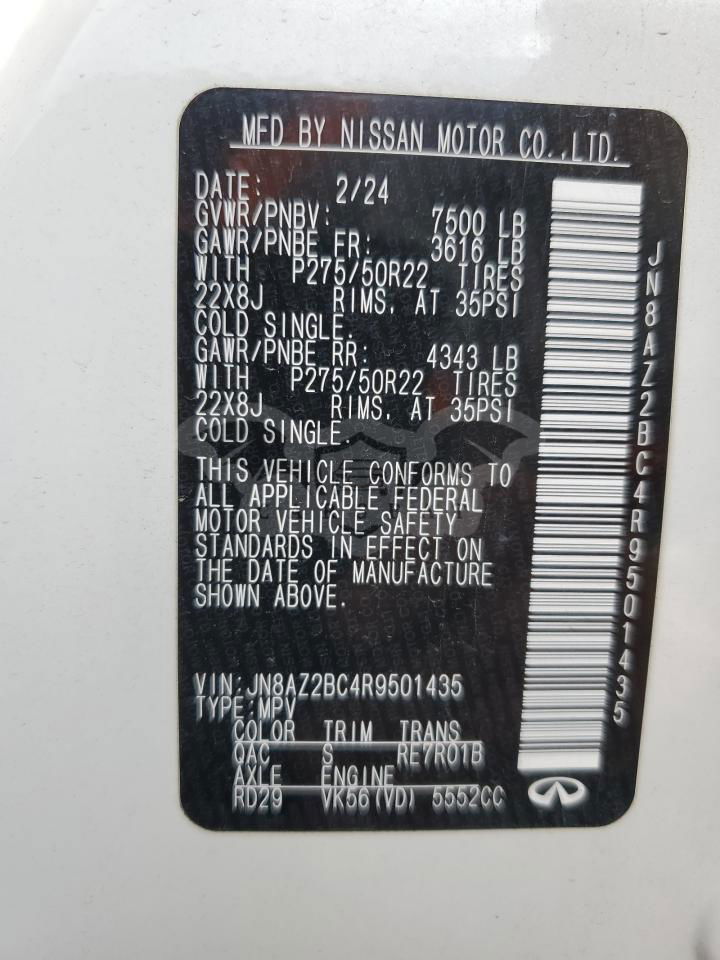 MFD BY NISSAN MOTOR CO.,LTD.
DATE: 2/24
GVWR/PNBV: 7500 LB
GAWR/PNBE FR: 3616 LB
WITH P275/50R22 TIRES
22X8J RIMS, AT 35PSI
COLD SINGLE.
GAWR/PNBE RR: 4343 LB
WITH P275/50R22 TIRES
22X8J RIMS, AT 35PSI
COLD SINGLE.
THIS VEHICLE CONFORMS TO
ALL APPLICABLE FEDERAL
MOTOR VEHICLE SAFETY
STANDARDS IN EFFECT ON
THE DATE OF MANUFACTURE
SHOWN ABOVE.
VIN:JN8AZ2BC4R9501435
TYPE:MPV
COLOR TRIM TRANS
QAC S RE7R01B
AXLE ENGINE
RD29 VK56(VD) 5552CC
JN8AZ2BC4R9501435